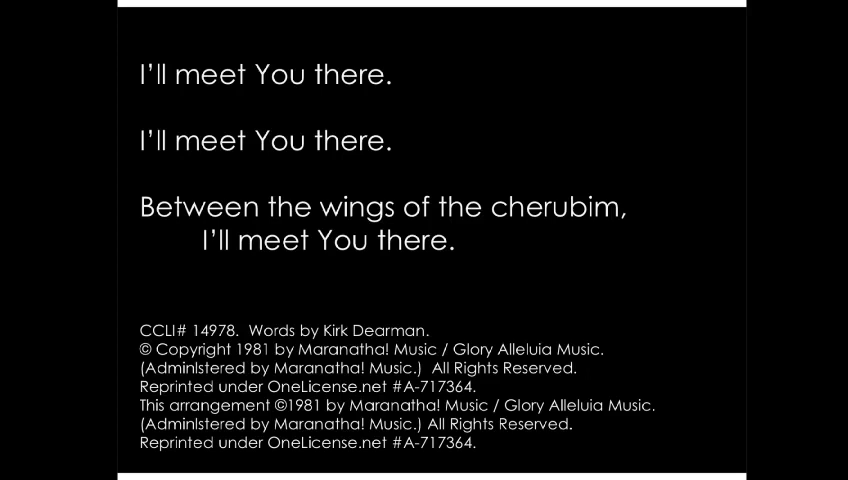 I'll meet You there.
I'll meet You there.
Between the wings of the cherubim,
I'll meet You there.
CCLI# 14978.  Words by Kirk Dearman.
© Copyright 1981 by Maranatha! Music / Glory Alleluia Music.
(AdminIstered by Maranatha! Music.)  All Rights Reserved.
Reprinted under OneLicense.net #A-717364.
This arrangement ©1981 by Maranatha! Music / Glory Alleluia Music.
(AdminIstered by Maranatha! Music.) All Rights Reserved.
Reprinted under OneLicense.net #A-717364.